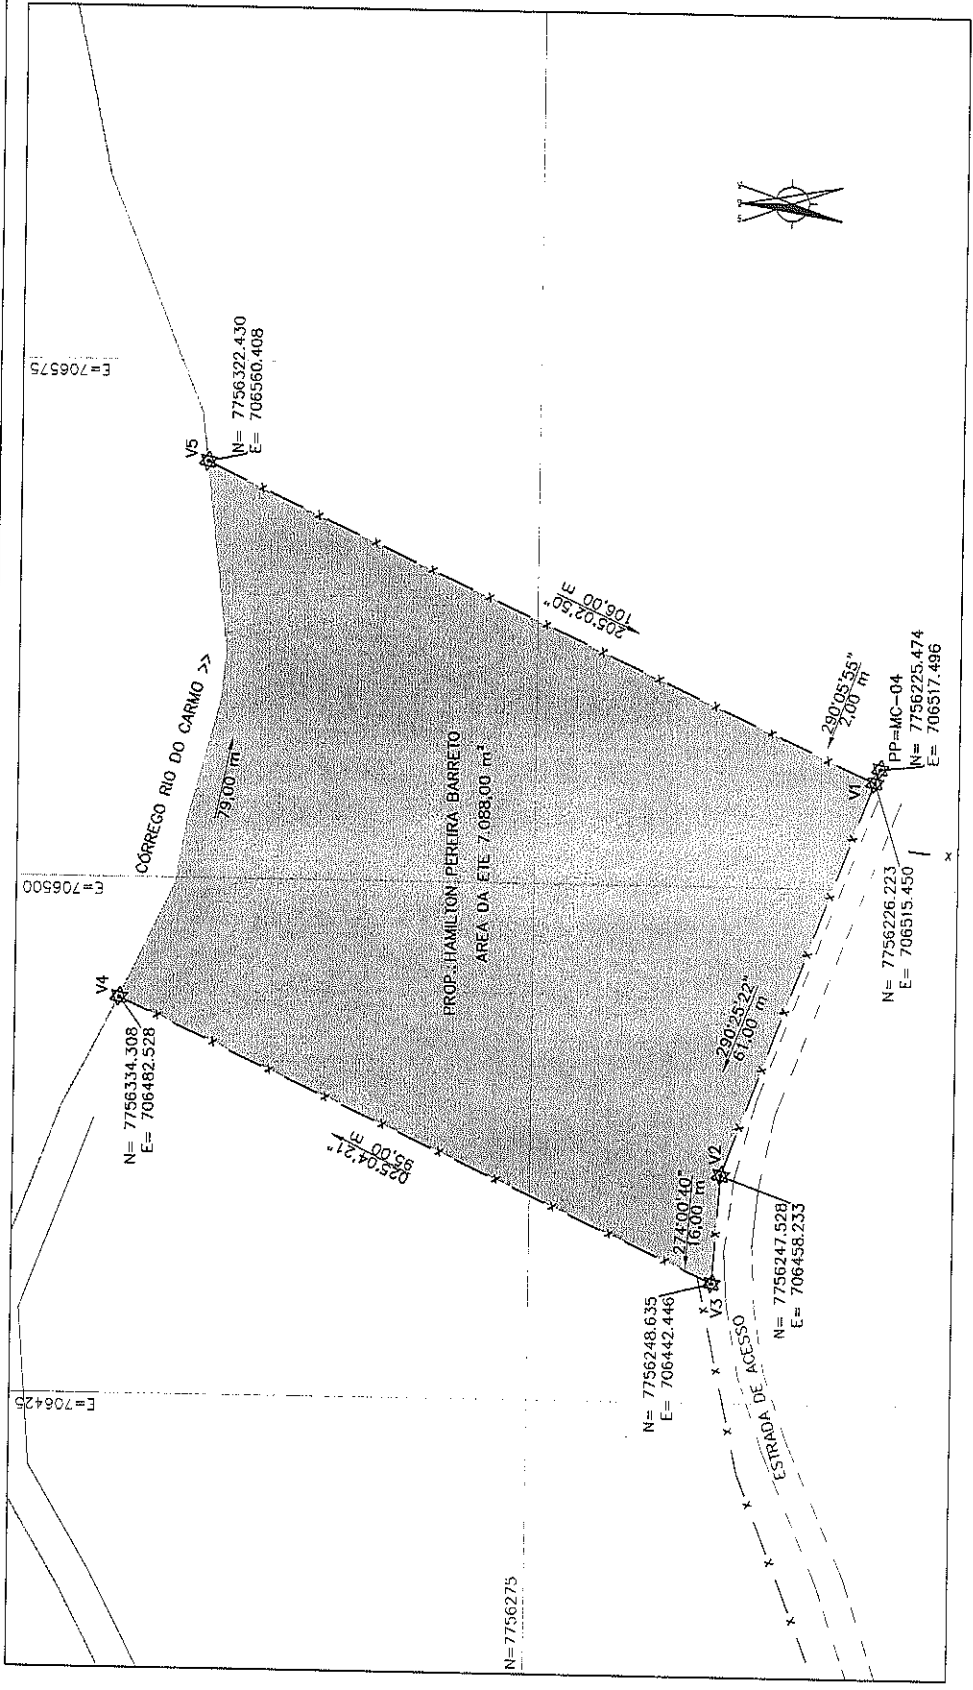 E=706575
V5
N= 7756322.430
E= 706560.408
CÓRREGO RIO DO CARMO >>
79,00 m
205°02'50"
106,00 m
290°05'55"
2,00 m
PP=MC-04
N= 7756225.474
E= 706517.496
V1
N= 7756226.223
E= 706515.450
E=706500
PROP.: HAMILTON PEREIRA BARRETO
AREA DA ETE 7.088,00 m²
V4
N= 7756334.308
E= 706482.528
025°04'21"
95,00 m
290°25'22"
61,00 m
V2
274°00'40"
16,00 m
N= 7756247.528
E= 706458.233
V3
N= 7756248.635
E= 706442.446
E=706425
ESTRADA DE ACESSO
N=7756275